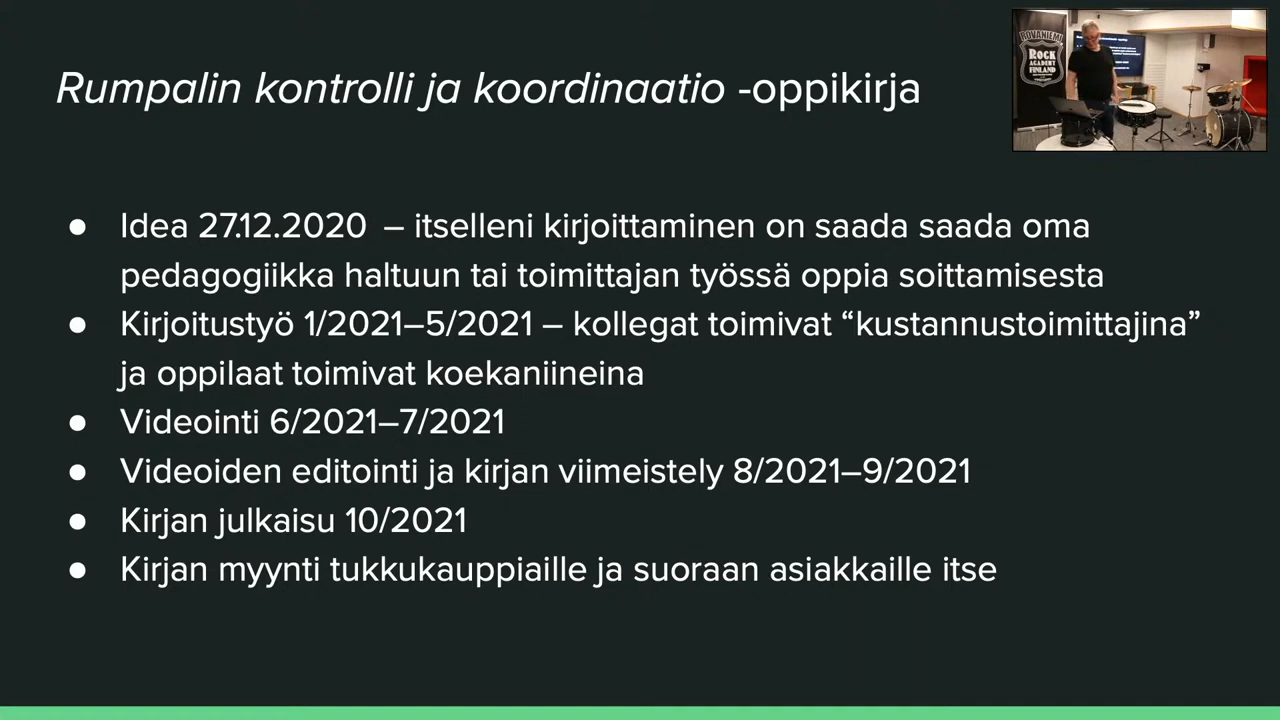 Rumpalin kontrolli ja koordinaatio -oppikirja
ROVANIEMI
ROCK
ACADEMY
FINLAND
● Idea 27.12.2020 – itselleni kirjoittaminen on saada saada oma
pedagogiikka haltuun tai toimittajan työssä oppia soittamisesta
● Kirjoitustyö 1/2021–5/2021 – kollegat toimivat “kustannustoimittajina”
ja oppilaat toimivat koekaniineina
● Videointi 6/2021–7/2021
● Videoiden editointi ja kirjan viimeistely 8/2021–9/2021
● Kirjan julkaisu 10/2021
● Kirjan myynti tukkukauppiaille ja suoraan asiakkaille itse